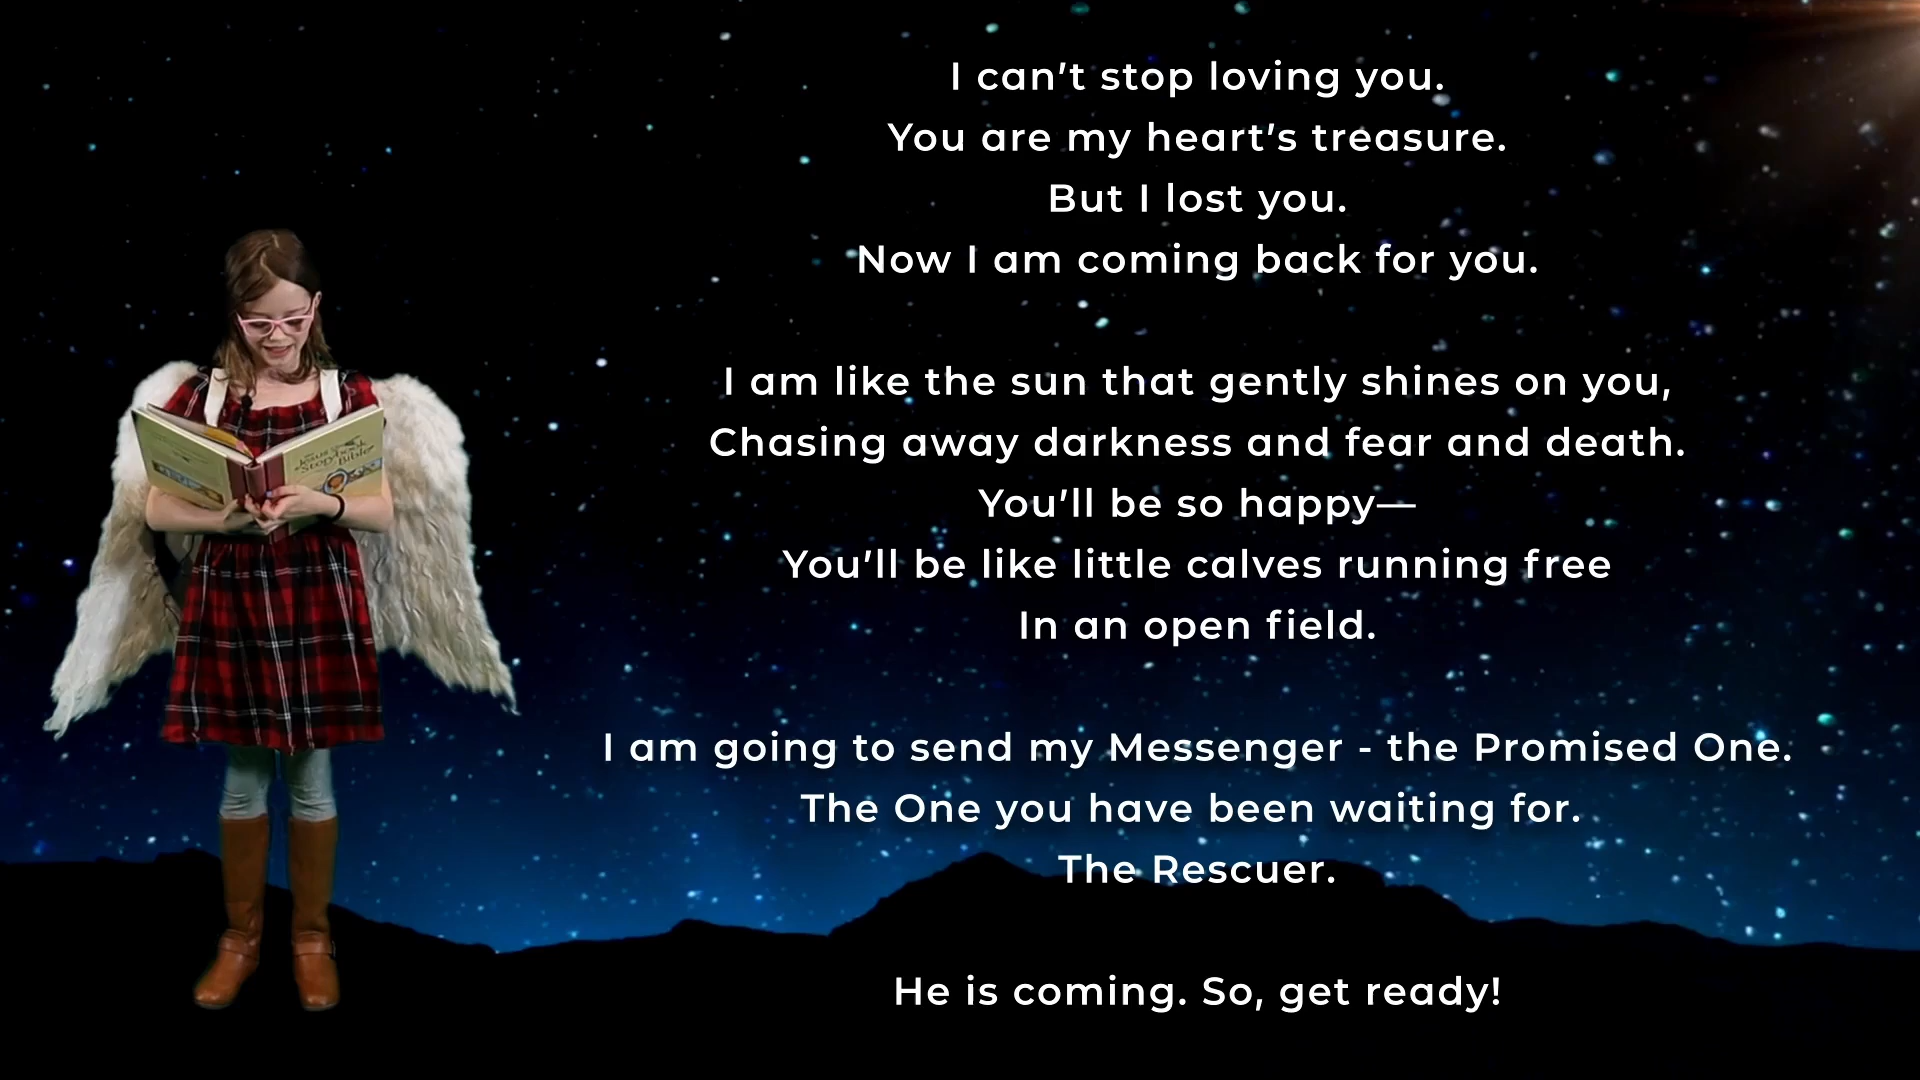 I can't stop loving you.
You are my heart's treasure.
But I lost you.
Now I am coming back for you.
I am like the sun that gently shines on you,
Chasing away darkness and fear and death.
You'll be so happy—
You'll be like little calves running free
In an open field.
I am going to send my Messenger - the Promised One.
The One you have been waiting for.
The Rescuer.
He is coming. So, get ready!
Jesus
Storybook
Bible